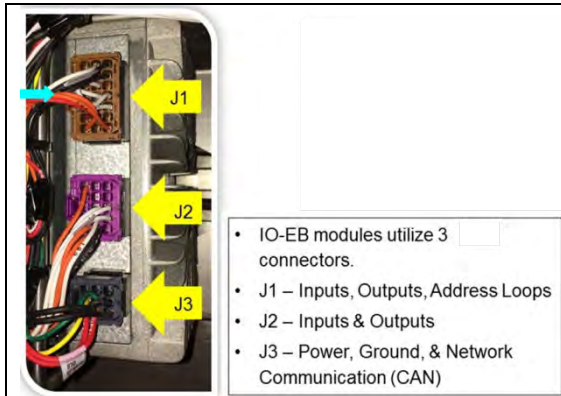 J1
J2
J3
• IO-EB modules utilize 3
connectors.
• J1 – Inputs, Outputs, Address Loops
• J2 – Inputs & Outputs
• J3 – Power, Ground, & Network
Communication (CAN)